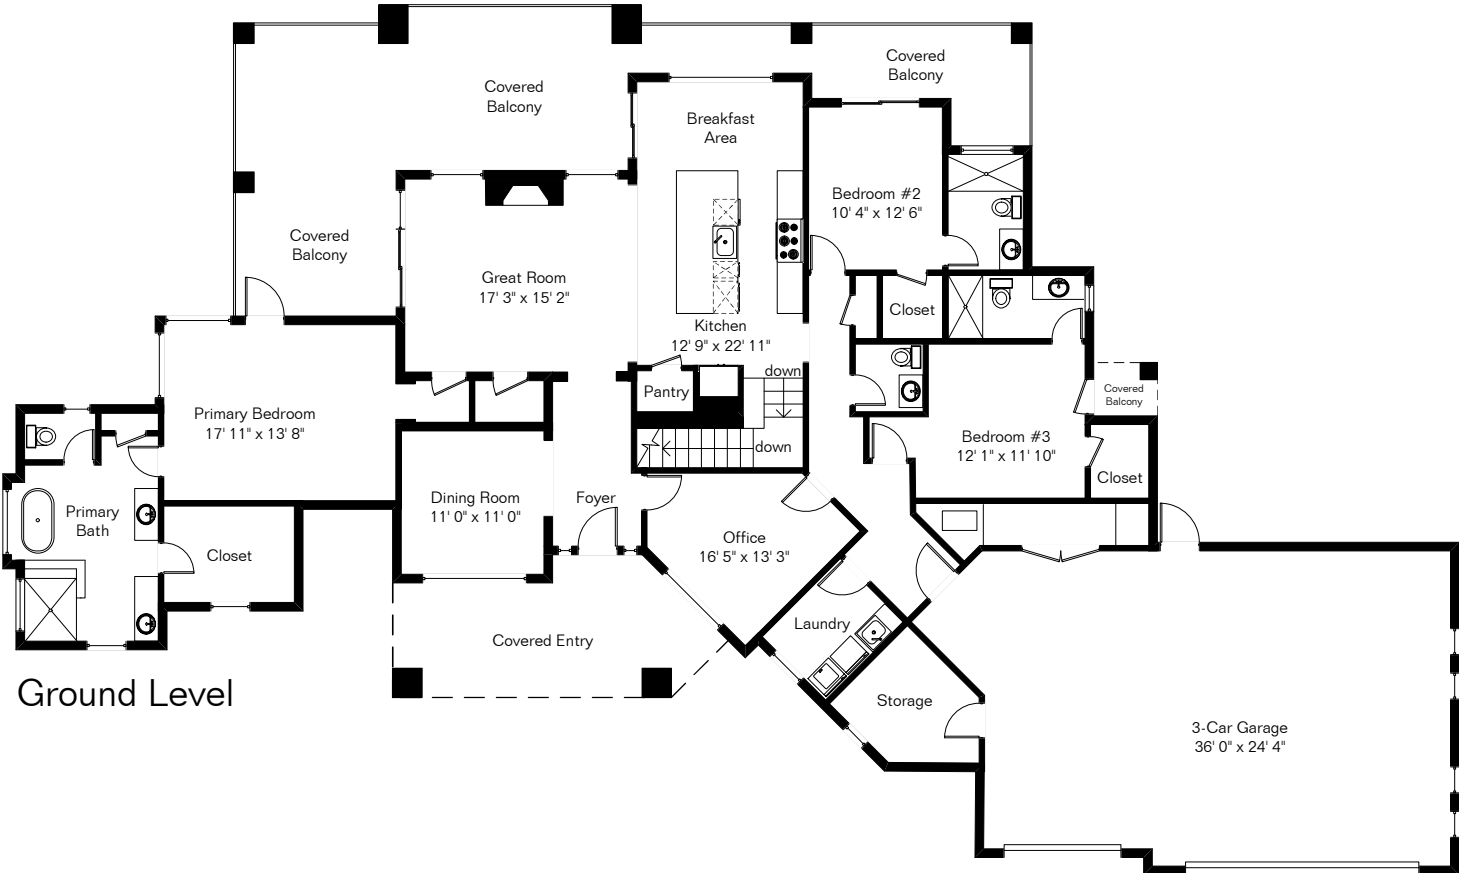 Covered
Balcony
Covered
Balcony
Breakfast
Area
Bedroom #2
10' 4" x 12' 6"
Covered
Balcony
Great Room
17' 3" x 15' 2"
Closet
Kitchen
12' 9" x 22' 11"
down
Pantry
Covered
Balcony
Primary Bedroom
17' 11" x 13' 8"
down
Bedroom #3
12' 1" x 11' 10"
Closet
Dining Room
11' 0" x 11' 0"
Foyer
Primary
Bath
Office
16' 5" x 13' 3"
Closet
Laundry
Covered Entry
Ground Level
Storage
3-Car Garage
36' 0" x 24' 4"